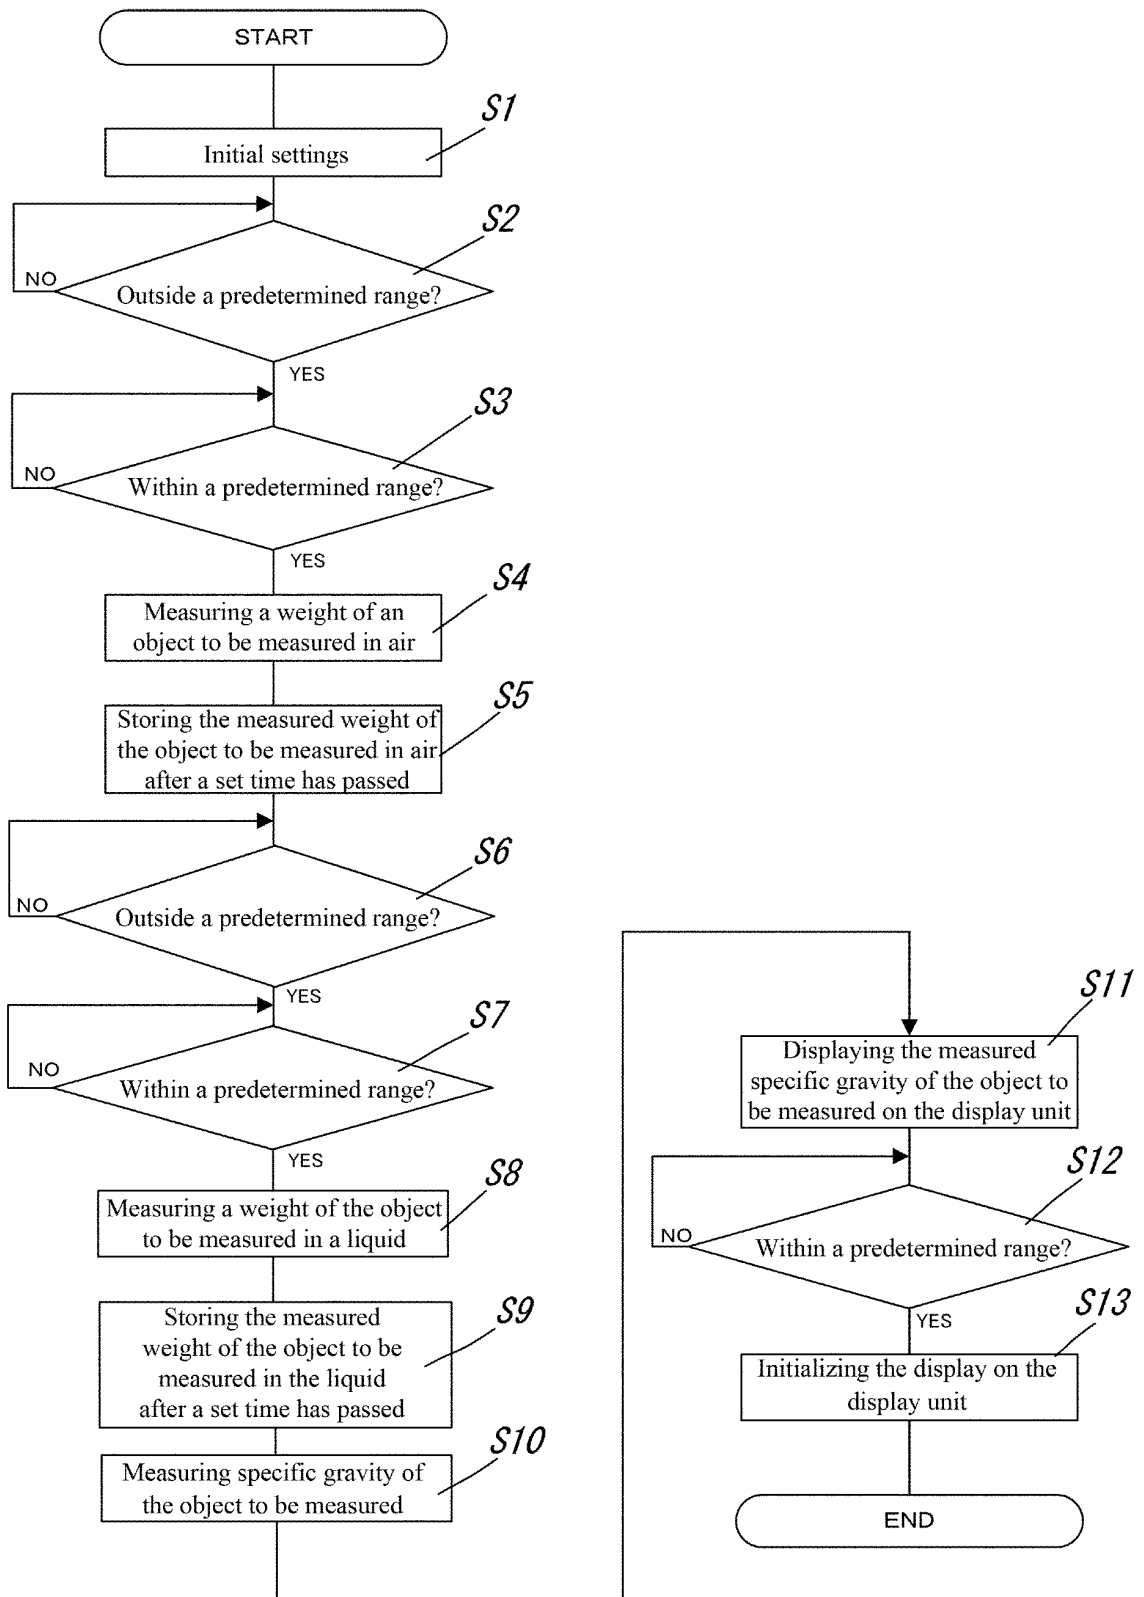 START
S1
Initial settings
S2
NO
Outside a predetermined range?
YES
S3
NO
Within a predetermined range?
YES
S4
Measuring a weight of an
object to be measured in air
S5
Storing the measured weight of
the object to be measured in air
after a set time has passed
S6
NO
Outside a predetermined range?
YES
S7
NO
Within a predetermined range?
YES
S8
Measuring a weight of the object
to be measured in a liquid
S9
Storing the measured
weight of the object to be
measured in the liquid
after a set time has passed
S10
Measuring specific gravity of
the object to be measured
S11
Displaying the measured
specific gravity of the object to
be measured on the display unit
S12
NO
Within a predetermined range?
YES
S13
Initializing the display on the
display unit
END